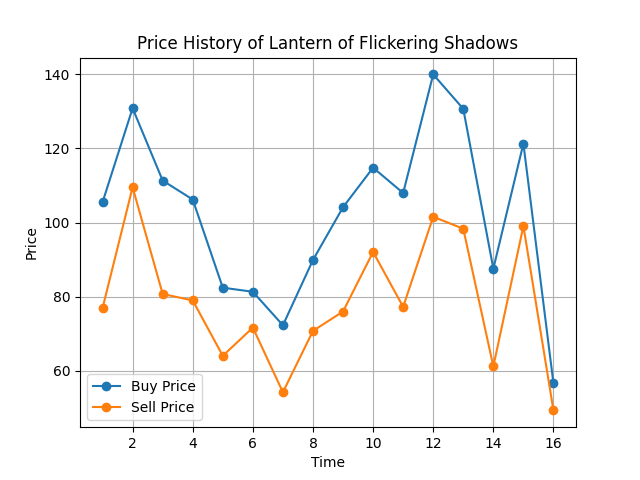 Price History of Lantern of Flickering Shadows
140
120
100
80
60
Price
Buy Price
Sell Price
2 4 6 8 10 12 14 16
Time